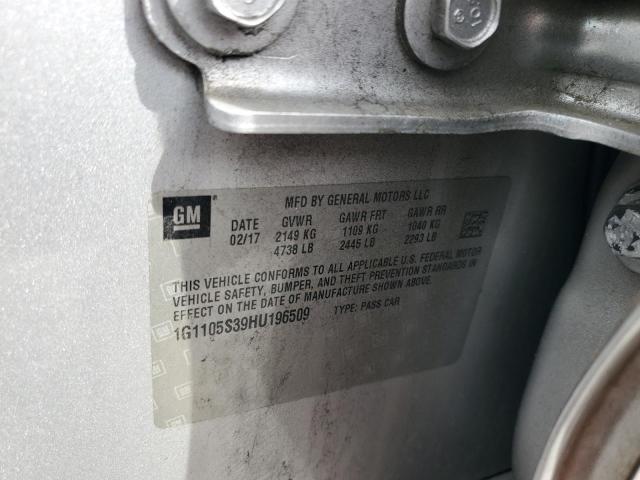 GM
MFD BY GENERAL MOTORS LLC
DATE GVWR GAWR FRT GAWR RR
02/17 2149 KG 1109 KG 1040 KG
4738 LB 2445 LB 2293 LB
THIS VEHICLE CONFORMS TO ALL APPLICABLE U.S. FEDERAL MOTOR
VEHICLE SAFETY, BUMPER, AND THEFT PREVENTION STANDARDS IN
EFFECT ON THE DATE OF MANUFACTURE SHOWN ABOVE.
1G1105S39HU196509 TYPE: PASS CAR